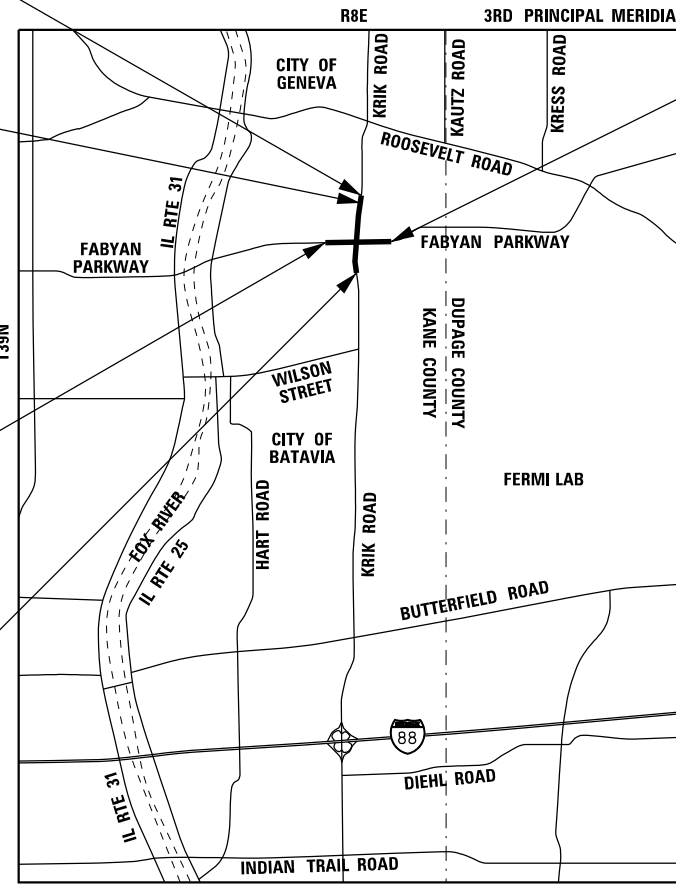 R8E
3RD PRINCIPAL MERIDIA
CITY OF
GENEVA
KRIK ROAD
KAUTZ ROAD
KRESS ROAD
ROOSEVELT ROAD
IL RTE 31
FABYAN
PARKWAY
FABYAN PARKWAY
T39N
KANE COUNTY
DUPAGE COUNTY
WILSON
STREET
CITY OF
BATAVIA
FERMI LAB
HART ROAD
KRIK ROAD
FOX RIVER
IL RTE 25
BUTTERFIELD ROAD
88
DIEHL ROAD
IL RTE 31
INDIAN TRAIL ROAD